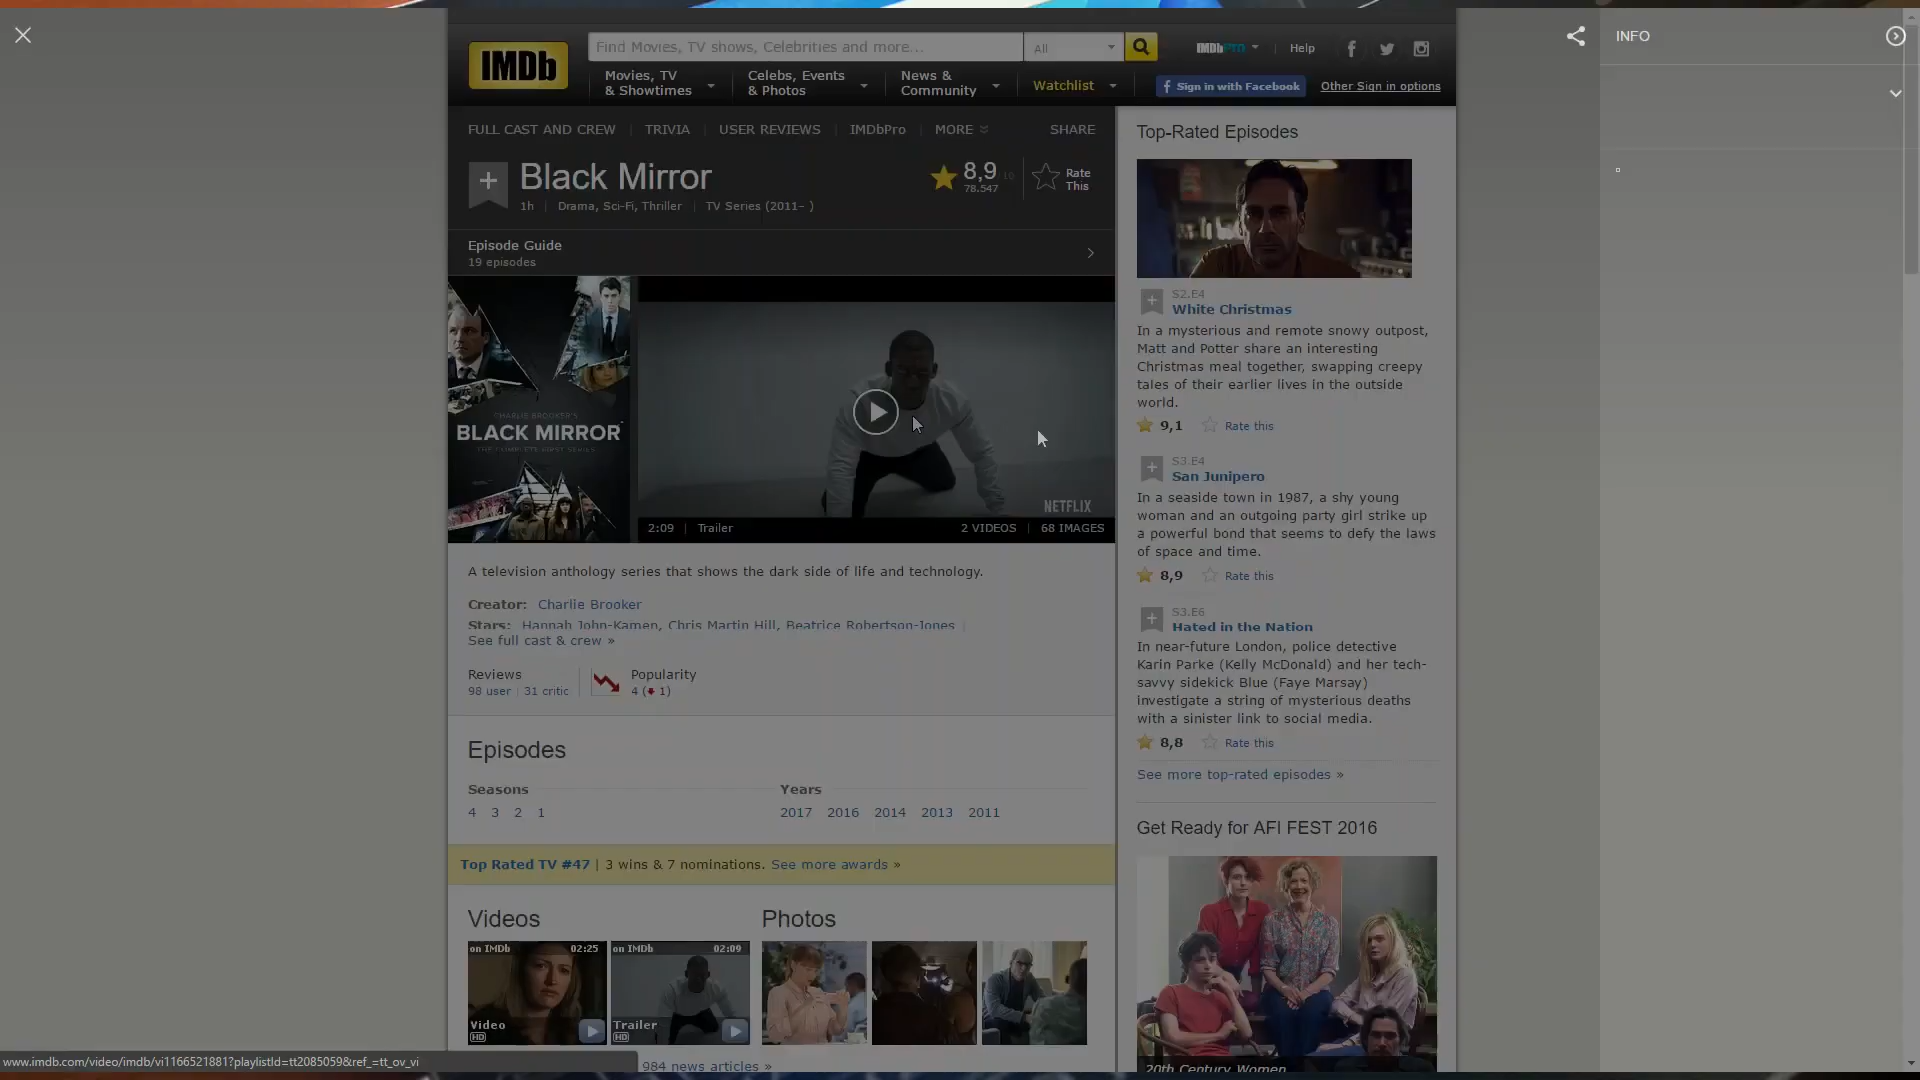 INFO
IMDb
Find Movies, TV shows, Celebrities and more...
All
IMDbPRO
Help
Movies, TV
& Showtimes
Celebs, Events
& Photos
News &
Community
Watchlist
Sign in with Facebook
Other Sign in options
FULL CAST AND CREW | TRIVIA | USER REVIEWS | IMDbPro | MORE
SHARE
Black Mirror
8,9
10
78.547
Rate
This
1h | Drama, Sci-Fi, Thriller | TV Series (2011– )
Episode Guide
19 episodes
CHARLIE BROOKER'S
BLACK MIRROR
THE COMPLETE FIRST SERIES
NETFLIX
2:09 | Trailer
2 VIDEOS | 68 IMAGES
A television anthology series that shows the dark side of life and technology.
Creator: Charlie Brooker
Stars: Hannah John-Kamen, Chris Martin Hill, Beatrice Robertson-Jones |
See full cast & crew »
Reviews
98 user | 31 critic
Popularity
4 ( 1)
Episodes
Seasons
4 3 2 1
Years
2017 2016 2014 2013 2011
Top Rated TV #47 | 3 wins & 7 nominations. See more awards »
Videos
on IMDb 02:25
Video
HD
on IMDb 02:09
Trailer
HD
Photos
984 news articles »
Top-Rated Episodes
S2.E4
White Christmas
In a mysterious and remote snowy outpost,
Matt and Potter share an interesting
Christmas meal together, swapping creepy
tales of their earlier lives in the outside
world.
9,1 Rate this
S3.E4
San Junipero
In a seaside town in 1987, a shy young
woman and an outgoing party girl strike up
a powerful bond that seems to defy the laws
of space and time.
8,9 Rate this
S3.E6
Hated in the Nation
In near-future London, police detective
Karin Parke (Kelly McDonald) and her tech-
savvy sidekick Blue (Faye Marsay)
investigate a string of mysterious deaths
with a sinister link to social media.
8,8 Rate this
See more top-rated episodes »
Get Ready for AFI FEST 2016
20th Century Women
www.imdb.com/video/imdb/vi1166521881?playlistId=tt2085059&ref_=tt_ov_vi